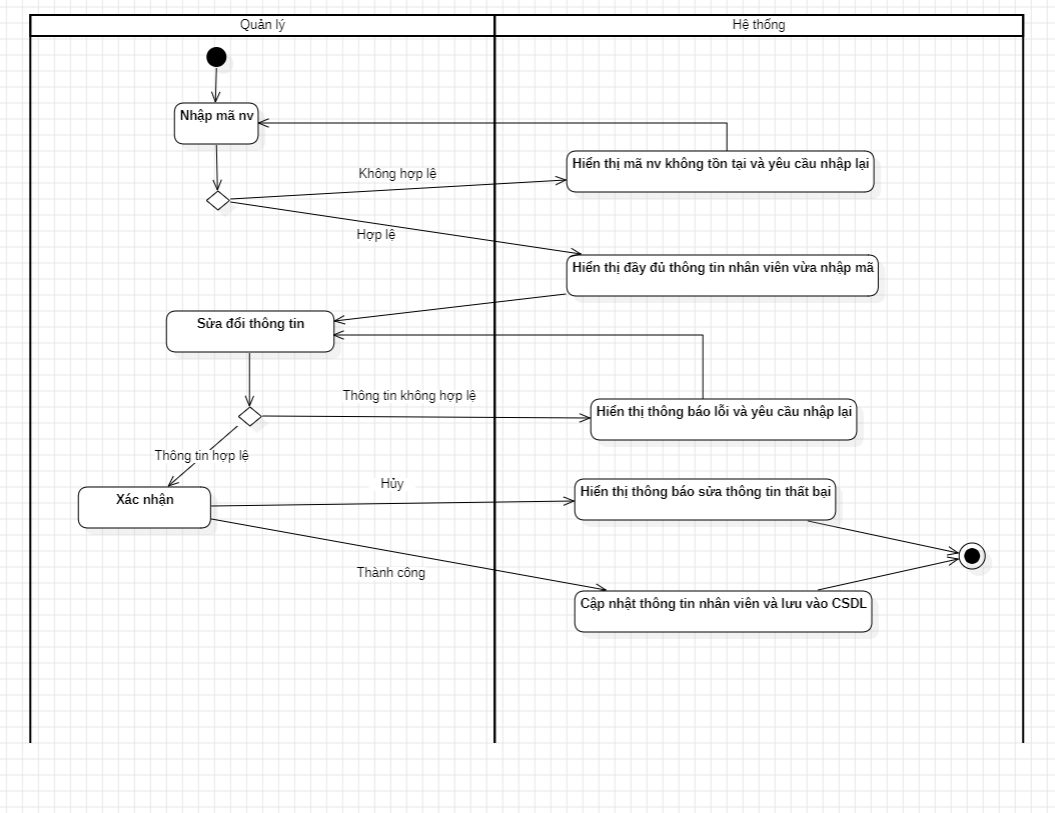 Quản lý
Hệ thống
Nhập mã nv
Hiển thị mã nv không tồn tại và yêu cầu nhập lại
Không hợp lệ
Hợp lệ
Hiển thị đầy đủ thông tin nhân viên vừa nhập mã
Sửa đổi thông tin
Thông tin không hợp lệ
Hiển thị thông báo lỗi và yêu cầu nhập lại
Thông tin hợp lệ
Xác nhận
Hủy
Hiển thị thông báo sửa thông tin thất bại
Thành công
Cập nhật thông tin nhân viên và lưu vào CSDL